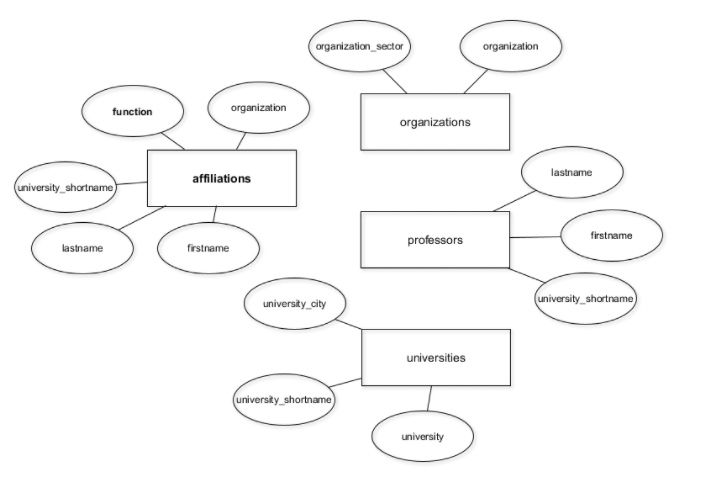 organization_sector
organization
organizations
function
organization
affiliations
university_shortname
lastname
firstname
lastname
professors
firstname
university_shortname
university_city
universities
university_shortname
university